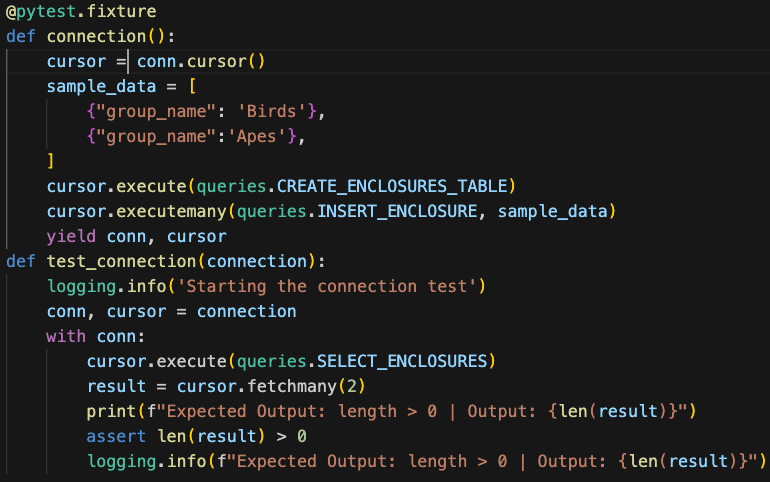 @pytest.fixture
def connection():
    cursor = conn.cursor()
    sample_data = [
        {"group_name": 'Birds'},
        {"group_name":'Apes'},
    ]
    cursor.execute(queries.CREATE_ENCLOSURES_TABLE)
    cursor.executemany(queries.INSERT_ENCLOSURE, sample_data)
    yield conn, cursor
def test_connection(connection):
    logging.info('Starting the connection test')
    conn, cursor = connection
    with conn:
        cursor.execute(queries.SELECT_ENCLOSURES)
        result = cursor.fetchmany(2)
        print(f"Expected Output: length > 0 | Output: {len(result)}")
        assert len(result) > 0
        logging.info(f"Expected Output: length > 0 | Output: {len(result)}")